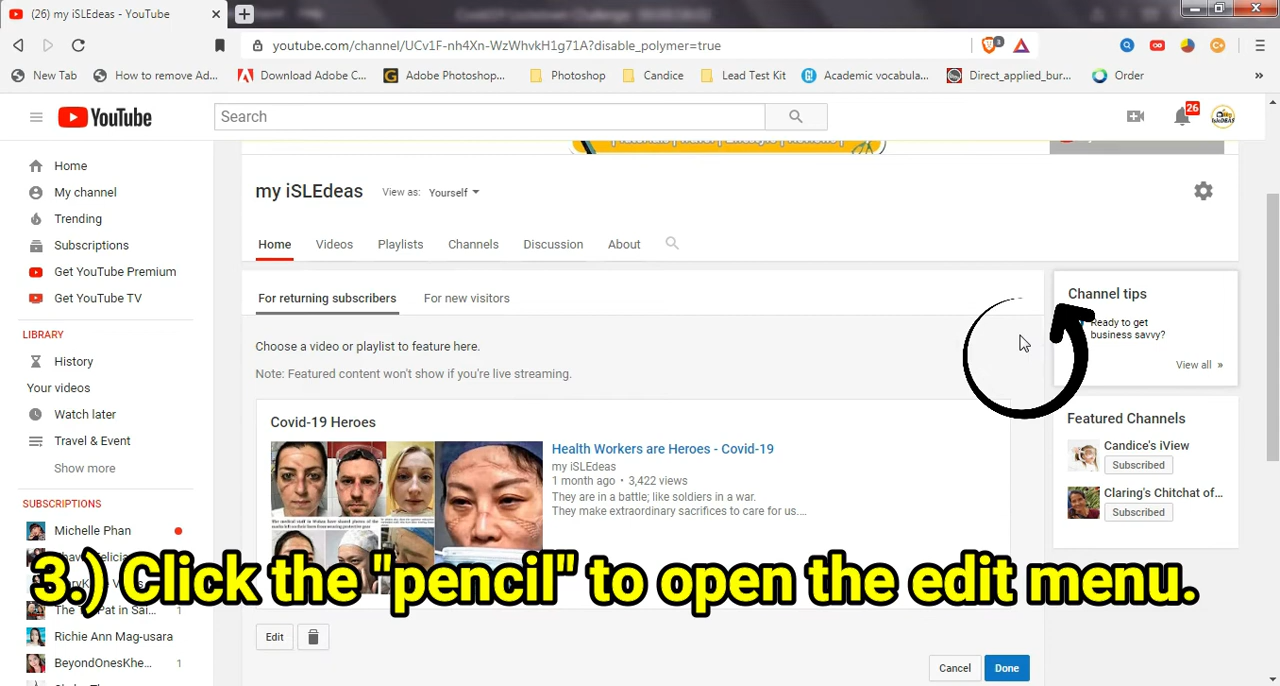 (26) my iSLEdeas - YouTube
youtube.com/channel/UCv1F-nh4Xn-WzWhvkH1g71A?disable_polymer=true
3
New Tab
How to remove Ad...
Download Adobe C...
Adobe Photoshop...
Photoshop
Candice
Lead Test Kit
Academic vocabula...
Direct_applied_bur...
Order
»
YouTube
Search
26
Home
My channel
Trending
Subscriptions
Get YouTube Premium
Get YouTube TV
LIBRARY
History
Your videos
Watch later
Travel & Event
Show more
SUBSCRIPTIONS
Michelle Phan
Richie Ann Mag-usara
BeyondOnesKhe... 1
my iSLEdeas
View as: Yourself
Home Videos Playlists Channels Discussion About
For returning subscribers For new visitors
Choose a video or playlist to feature here.
Note: Featured content won't show if you're live streaming.
Covid-19 Heroes
Health Workers are Heroes - Covid-19
my iSLEdeas
1 month ago • 3,422 views
They are in a battle; like soldiers in a war.
They make extraordinary sacrifices to care for us....
3.) Click the "pencil" to open the edit menu.
Edit
Cancel
Done
Channel tips
Ready to get
business savvy?
View all »
Featured Channels
Candice's iView
Subscribed
Claring's Chitchat of...
Subscribed